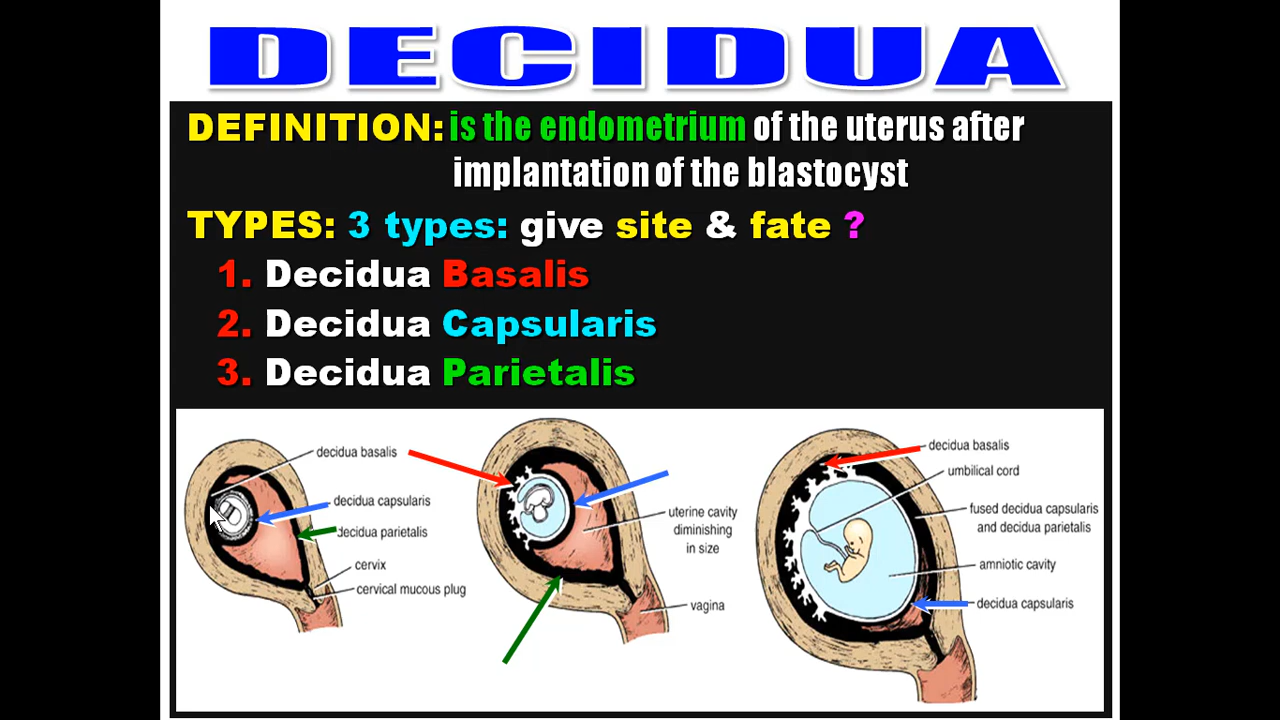 DECIDUA
DEFINITION: is the endometrium of the uterus after
implantation of the blastocyst
TYPES: 3 types: give site & fate ?
1. Decidua Basalis
2. Decidua Capsularis
3. Decidua Parietalis
decidua basalis
decidua capsularis
decidua parietalis
cervix
cervical mucous plug
uterine cavity
diminishing
in size
vagina
decidua basalis
umbilical cord
fused decidua capsularis
and decidua parietalis
amniotic cavity
decidua capsularis